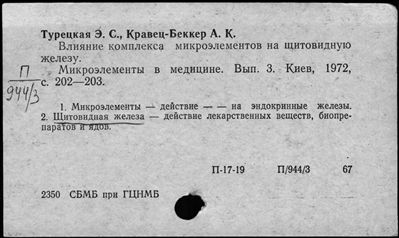 Турецкая Э. С., Кравец-Беккер А. К.
Влияние комплекса микроэлементов на щитовидную
железу.
Микроэлементы в медицине. Вып. 3. Киев, 1972,
с. 202—203.
П
944/3
1. Микроэлементы — действие — — на эндокринные железы.
2. Щитовидная железа — действие лекарственных веществ, биопре-
паратов и ядов.
П-17-19 П/944/3 67
2350 СБМБ при ГЦНМБ